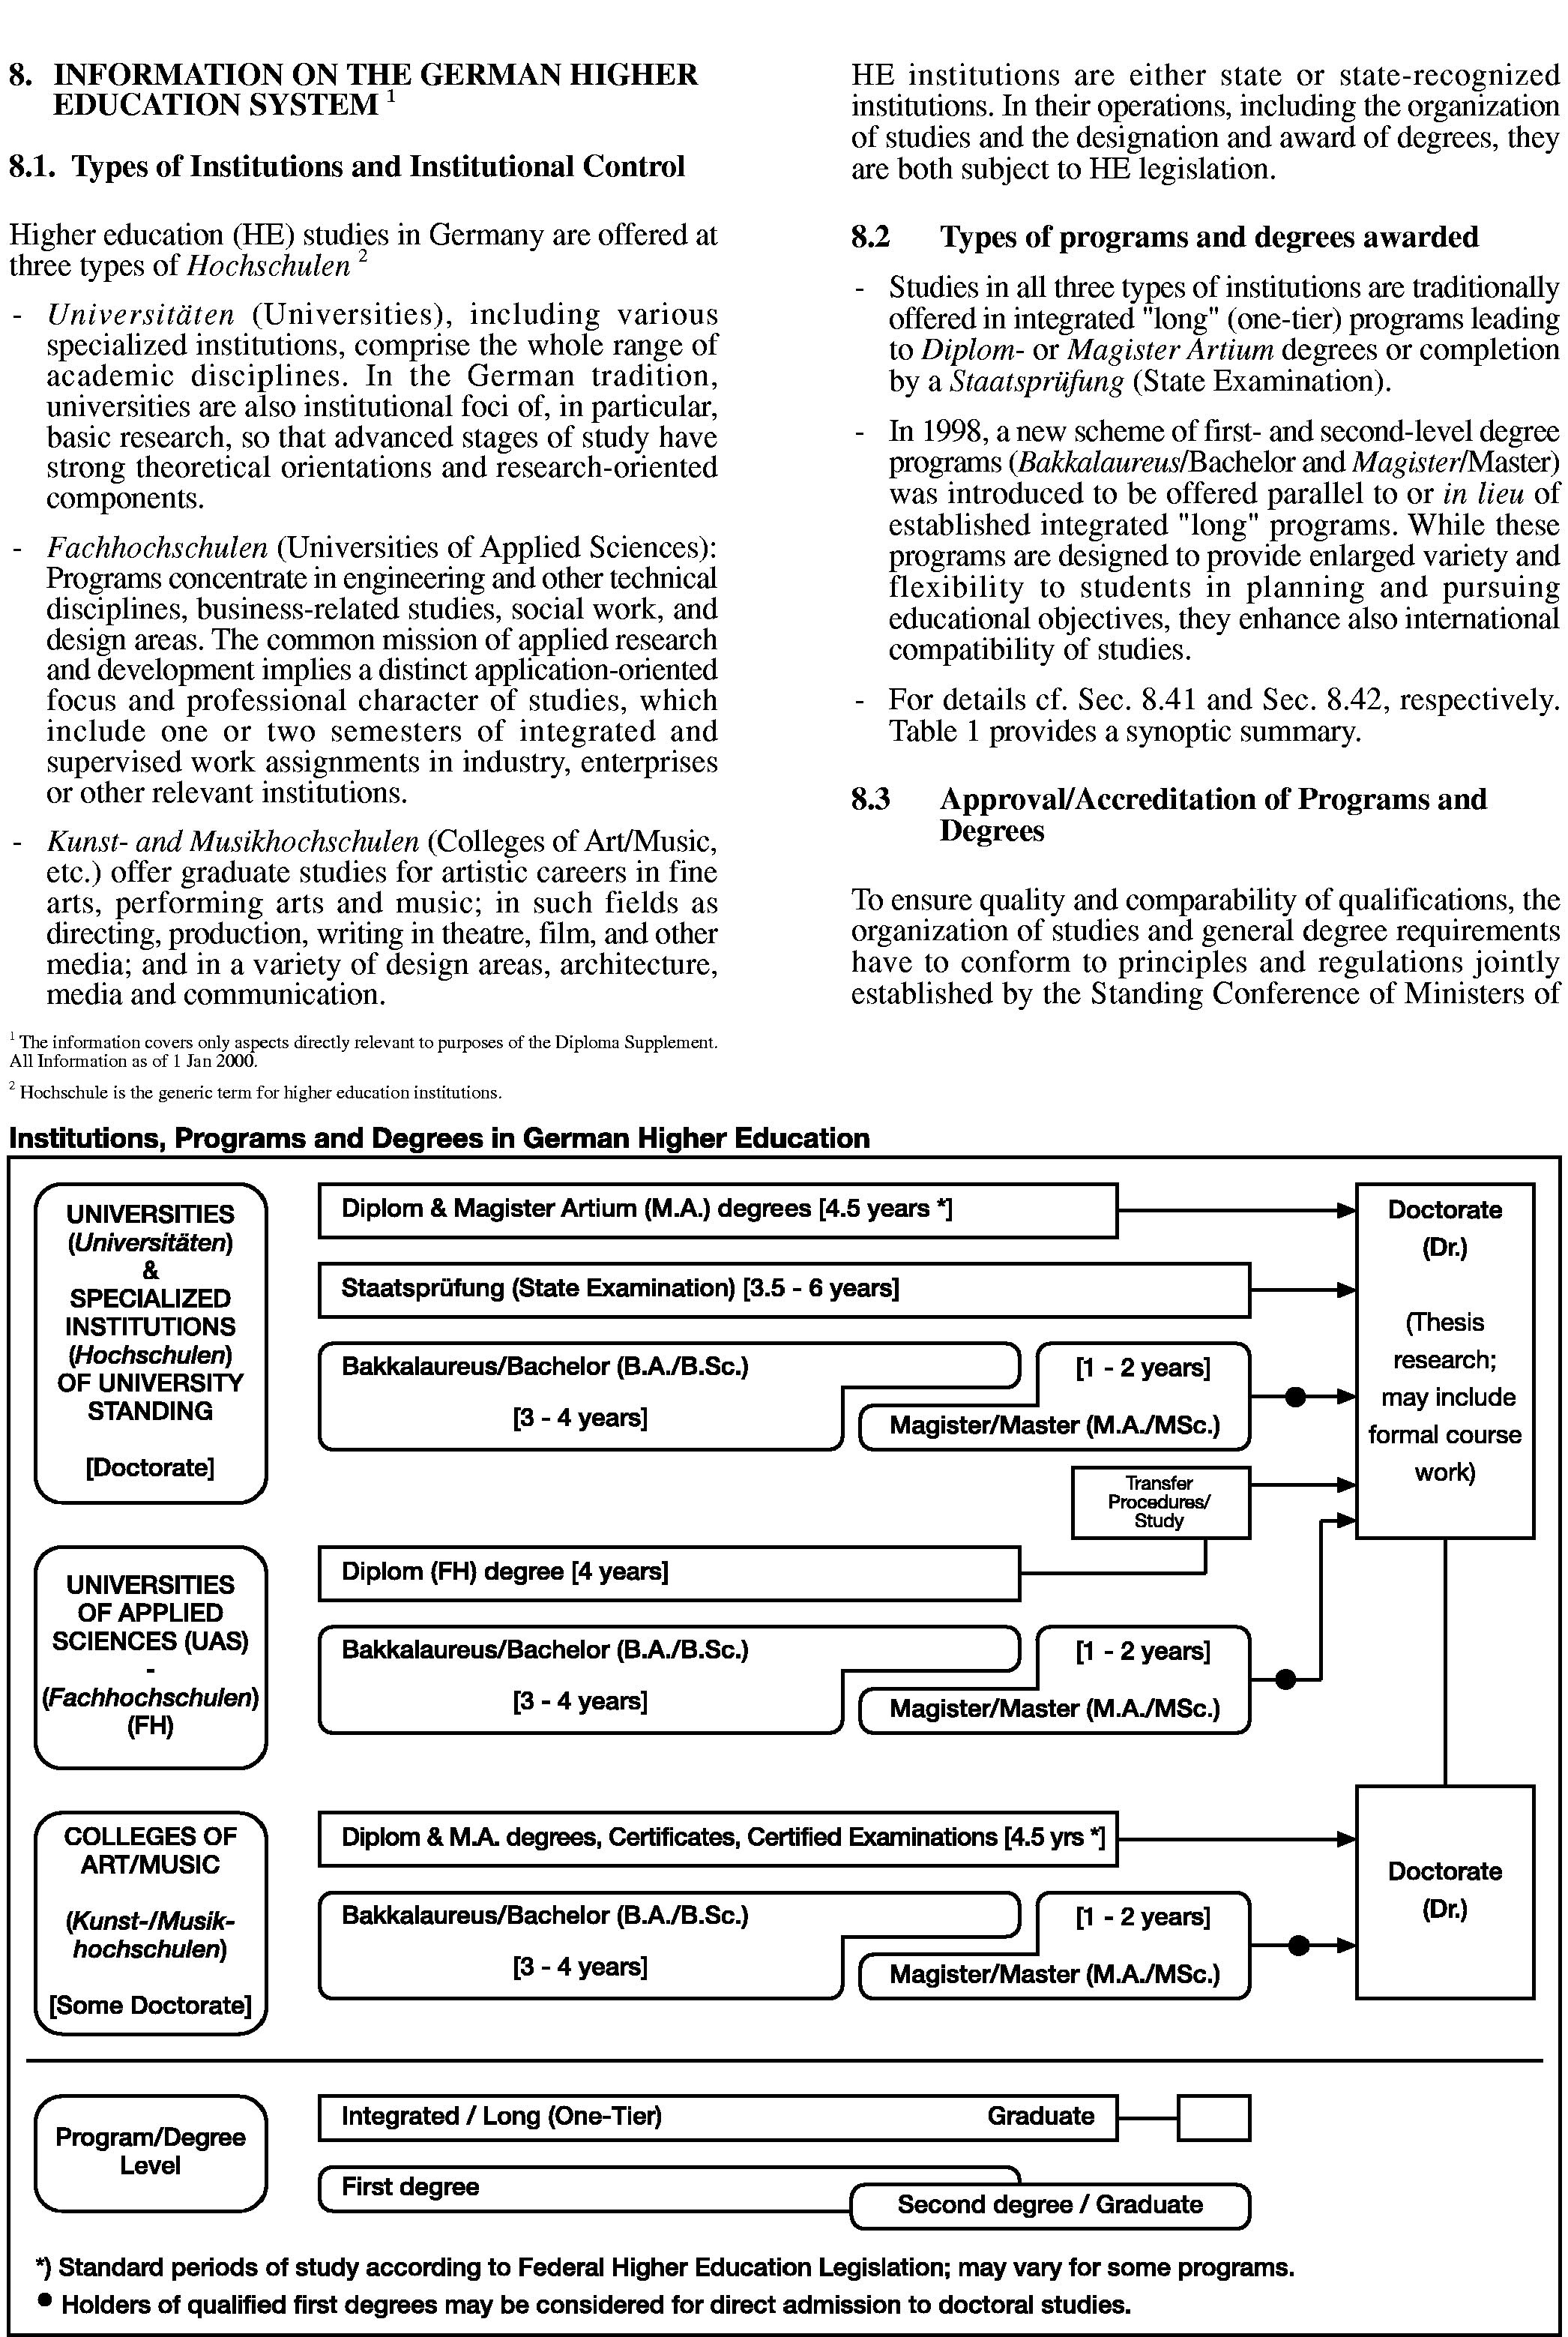 8. INFORMATION ON THE GERMAN HIGHER
EDUCATION SYSTEM 1
8.1. Types of Institutions and Institutional Control
Higher education (HE) studies in Germany are offered at
three types of Hochschulen 2
- Universitäten (Universities), including various
specialized institutions, comprise the whole range of
academic disciplines. In the German tradition,
universities are also institutional foci of, in particular,
basic research, so that advanced stages of study have
strong theoretical orientations and research-oriented
components.
- Fachhochschulen (Universities of Applied Sciences):
Programs concentrate in engineering and other technical
disciplines, business-related studies, social work, and
design areas. The common mission of applied research
and development implies a distinct application-oriented
focus and professional character of studies, which
include one or two semesters of integrated and
supervised work assignments in industry, enterprises
or other relevant institutions.
- Kunst- and Musikhochschulen (Colleges of Art/Music,
etc.) offer graduate studies for artistic careers in fine
arts, performing arts and music; in such fields as
directing, production, writing in theatre, film, and other
media; and in a variety of design areas, architecture,
media and communication.
1 The information covers only aspects directly relevant to purposes of the Diploma Supplement.
All Information as of 1 Jan 2000.
2 Hochschule is the generic term for higher education institutions.
HE institutions are either state or state-recognized
institutions. In their operations, including the organization
of studies and the designation and award of degrees, they
are both subject to HE legislation.
8.2 Types of programs and degrees awarded
- Studies in all three types of institutions are traditionally
offered in integrated "long" (one-tier) programs leading
to Diplom- or Magister Artium degrees or completion
by a Staatsprüfung (State Examination).
- In 1998, a new scheme of first- and second-level degree
programs (Bakkalaureus/Bachelor and Magister/Master)
was introduced to be offered parallel to or in lieu of
established integrated "long" programs. While these
programs are designed to provide enlarged variety and
flexibility to students in planning and pursuing
educational objectives, they enhance also international
compatibility of studies.
- For details cf. Sec. 8.41 and Sec. 8.42, respectively.
Table 1 provides a synoptic summary.
8.3 Approval/Accreditation of Programs and
Degrees
To ensure quality and comparability of qualifications, the
organization of studies and general degree requirements
have to conform to principles and regulations jointly
established by the Standing Conference of Ministers of
Institutions, Programs and Degrees in German Higher Education
UNIVERSITIES
(Universitäten)
&
SPECIALIZED
INSTITUTIONS
(Hochschulen)
OF UNIVERSITY
STANDING
[Doctorate]
Diplom & Magister Artium (M.A.) degrees [4.5 years *]
Staatsprüfung (State Examination) [3.5 - 6 years]
Bakkalaureus/Bachelor (B.A./B.Sc.)
[3 - 4 years]
[1 - 2 years]
Magister/Master (M.A./MSc.)
Doctorate
(Dr.)
(Thesis
research;
may include
formal course
work)
Transfer
Procedures/
Study
UNIVERSITIES
OF APPLIED
SCIENCES (UAS)
-
(Fachhochschulen)
(FH)
Diplom (FH) degree [4 years]
Bakkalaureus/Bachelor (B.A./B.Sc.)
[3 - 4 years]
[1 - 2 years]
Magister/Master (M.A./MSc.)
COLLEGES OF
ART/MUSIC
(Kunst-/Musik-
hochschulen)
[Some Doctorate]
Diplom & M.A. degrees, Certificates, Certified Examinations [4.5 yrs *]
Bakkalaureus/Bachelor (B.A./B.Sc.)
[3 - 4 years]
[1 - 2 years]
Magister/Master (M.A./MSc.)
Doctorate
(Dr.)
Program/Degree
Level
Integrated / Long (One-Tier) Graduate
First degree
Second degree / Graduate
*) Standard periods of study according to Federal Higher Education Legislation; may vary for some programs.
● Holders of qualified first degrees may be considered for direct admission to doctoral studies.